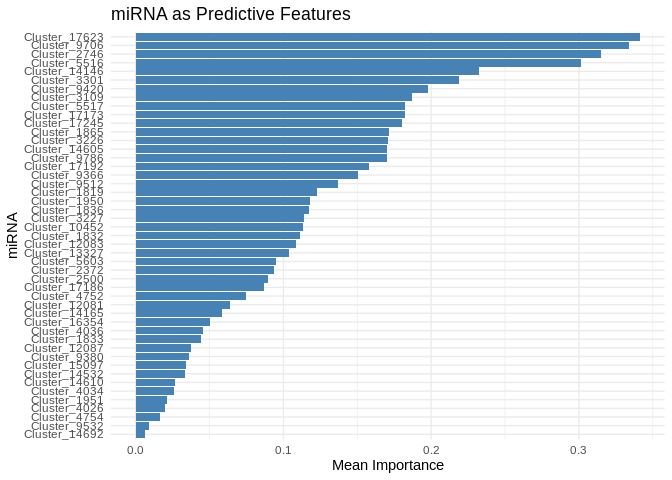 miRNA as Predictive Features
miRNA
Cluster_17623
Cluster_9706
Cluster_2746
Cluster_5516
Cluster_14146
Cluster_3301
Cluster_9420
Cluster_3109
Cluster_5517
Cluster_17173
Cluster_17245
Cluster_1865
Cluster_3226
Cluster_14605
Cluster_9786
Cluster_17192
Cluster_9366
Cluster_9512
Cluster_1819
Cluster_1950
Cluster_1836
Cluster_3227
Cluster_10452
Cluster_1832
Cluster_12083
Cluster_13327
Cluster_5603
Cluster_2372
Cluster_2500
Cluster_17186
Cluster_4752
Cluster_12081
Cluster_14165
Cluster_16354
Cluster_4036
Cluster_1833
Cluster_12087
Cluster_9380
Cluster_15097
Cluster_14532
Cluster_14610
Cluster_4034
Cluster_1951
Cluster_4026
Cluster_4754
Cluster_9532
Cluster_14692
0.0 0.1 0.2 0.3
Mean Importance